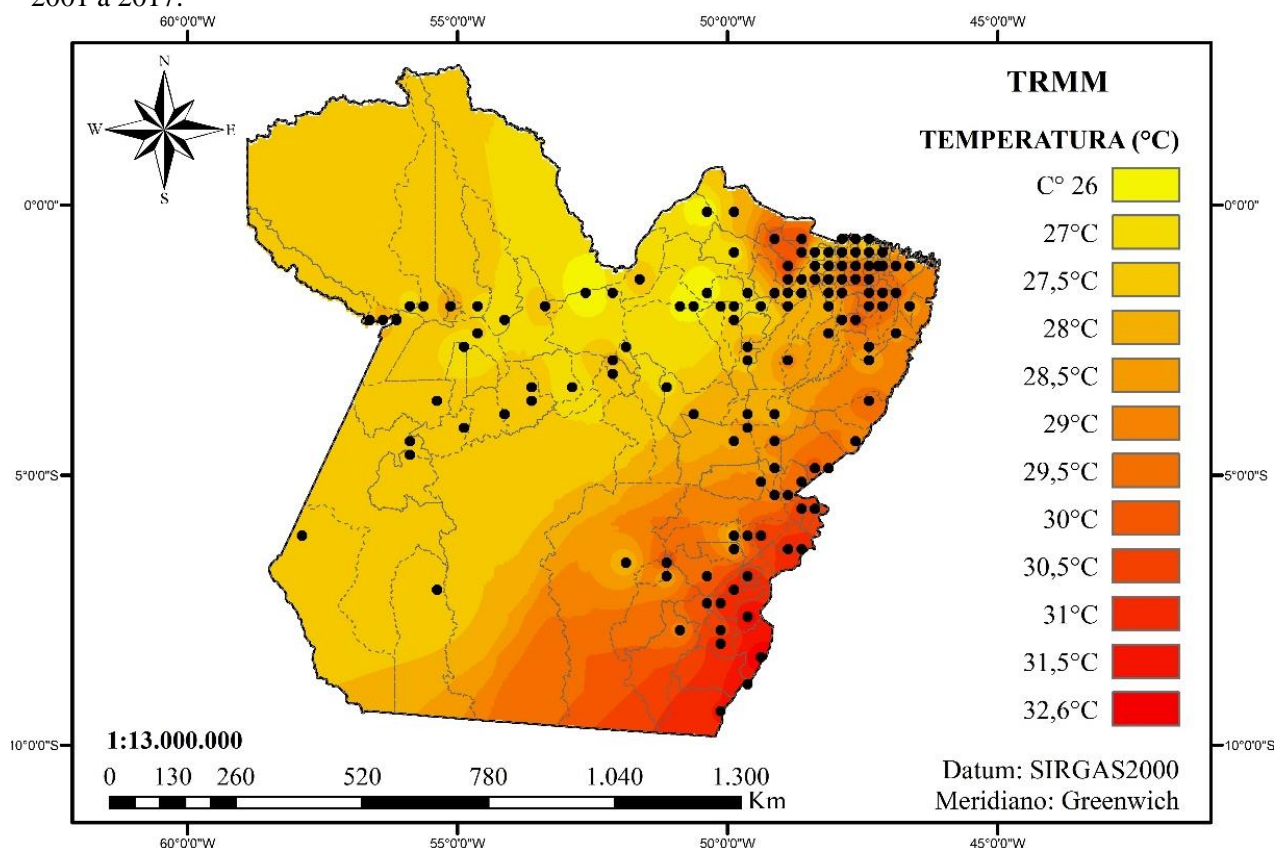 2001 a 2017.
60°0'0"W 55°0'0"W 50°0'0"W 45°0'0"W
N
W E
S
TRMM
TEMPERATURA (°C)
C° 26
27°C
27,5°C
28°C
28,5°C
29°C
29,5°C
30°C
30,5°C
31°C
31,5°C
32,6°C
0°0'0" 0°0'0"
5°0'0"S 5°0'0"S
10°0'0"S 10°0'0"S
1:13.000.000
0 130 260 520 780 1.040 1.300
Km
Datum: SIRGAS2000
Meridiano: Greenwich
60°0'0"W 55°0'0"W 50°0'0"W 45°0'0"W